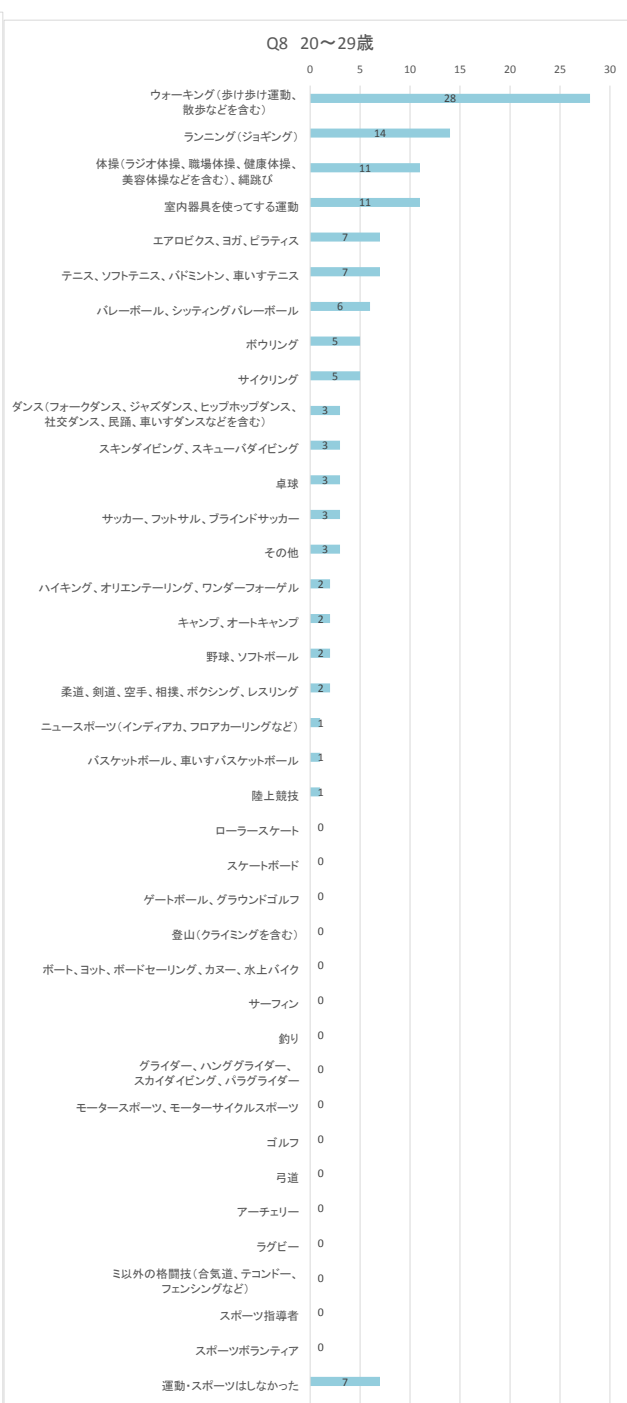 Q8 20～29歳
0 5 10 15 20 25 30
ウォーキング（歩け歩け運動、
散歩などを含む）
28
ランニング（ジョギング）
14
体操（ラジオ体操、職場体操、健康体操、
美容体操などを含む）、縄跳び
11
室内器具を使ってする運動
11
エアロビクス、ヨガ、ピラティス
7
テニス、ソフトテニス、バドミントン、車いすテニス
7
バレーボール、シッティングバレーボール
6
ボウリング
5
サイクリング
5
ダンス（フォークダンス、ジャズダンス、ヒップホップダンス、
社交ダンス、民踊、車いすダンスなどを含む）
3
スキンダイビング、スキューバダイビング
3
卓球
3
サッカー、フットサル、ブラインドサッカー
3
その他
3
ハイキング、オリエンテーリング、ワンダーフォーゲル
2
キャンプ、オートキャンプ
2
野球、ソフトボール
2
柔道、剣道、空手、相撲、ボクシング、レスリング
2
ニュースポーツ（インディアカ、フロアカーリングなど）
1
バスケットボール、車いすバスケットボール
1
陸上競技
1
ローラースケート
0
スケートボード
0
ゲートボール、グラウンドゴルフ
0
登山（クライミングを含む）
0
ボート、ヨット、ボードセーリング、カヌー、水上バイク
0
サーフィン
0
釣り
0
グライダー、ハンググライダー、
スカイダイビング、パラグライダー
0
モータースポーツ、モーターサイクルスポーツ
0
ゴルフ
0
弓道
0
アーチェリー
0
ラグビー
0
ミ以外の格闘技（合気道、テコンドー、
フェンシングなど）
0
スポーツ指導者
0
スポーツボランティア
0
運動・スポーツはしなかった
7